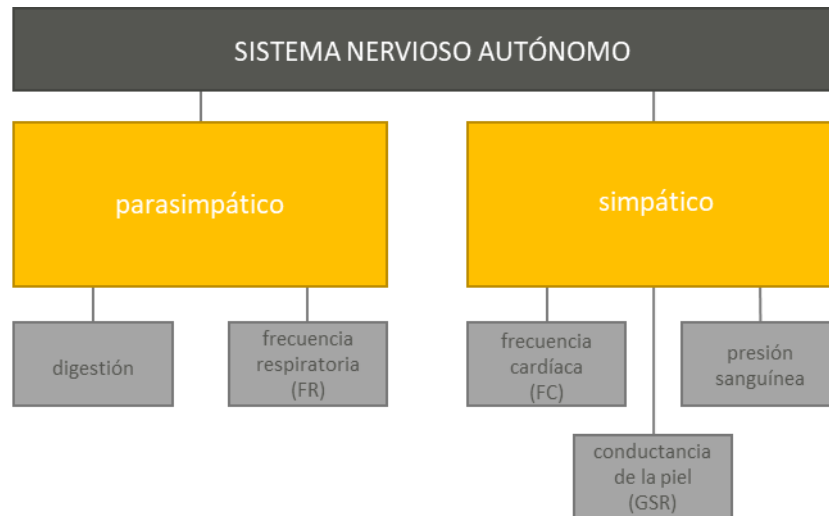 SISTEMA NERVIOSO AUTÓNOMO
parasimpático
simpático
digestión
frecuencia
respiratoria
(FR)
frecuencia
cardíaca
(FC)
presión
sanguínea
conductancia
de la piel
(GSR)